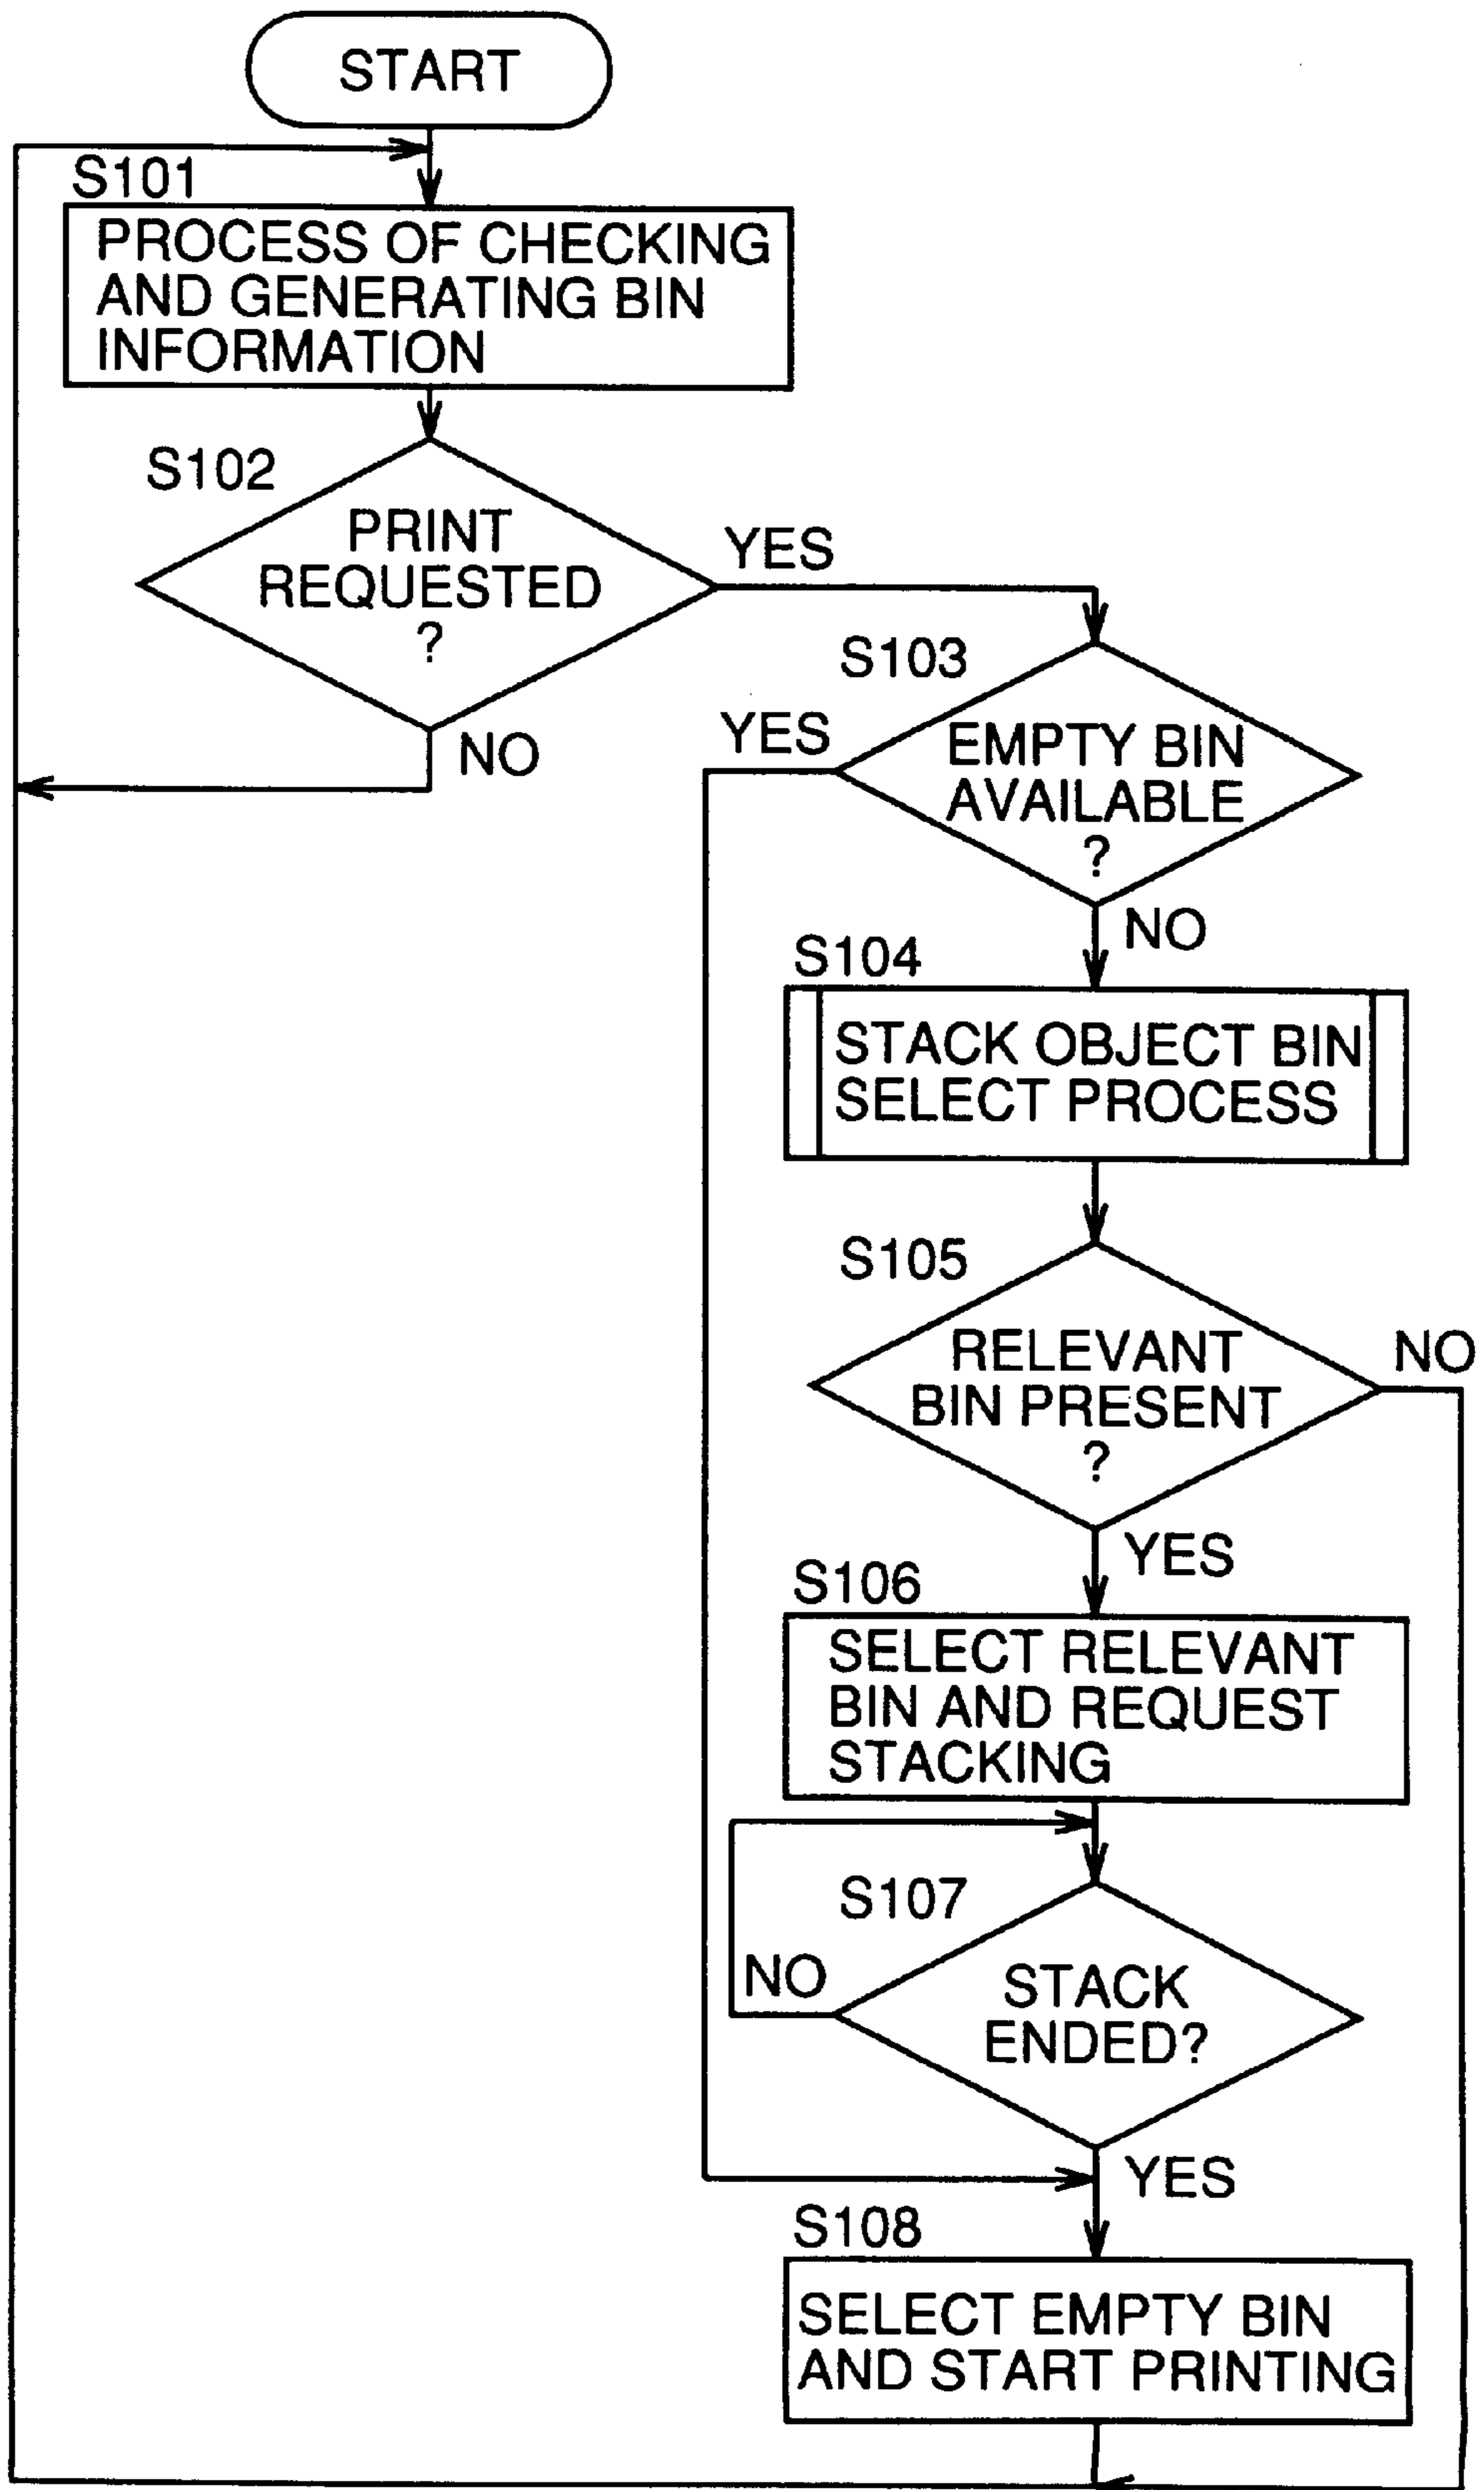 START
S101
PROCESS OF CHECKING
AND GENERATING BIN
INFORMATION
S102
PRINT
REQUESTED
?
YES
NO
S103
YES
EMPTY BIN
AVAILABLE
?
NO
S104
STACK OBJECT BIN
SELECT PROCESS
S105
RELEVANT
BIN PRESENT
?
NO
YES
S106
SELECT RELEVANT
BIN AND REQUEST
STACKING
S107
NO
STACK
ENDED?
YES
S108
SELECT EMPTY BIN
AND START PRINTING